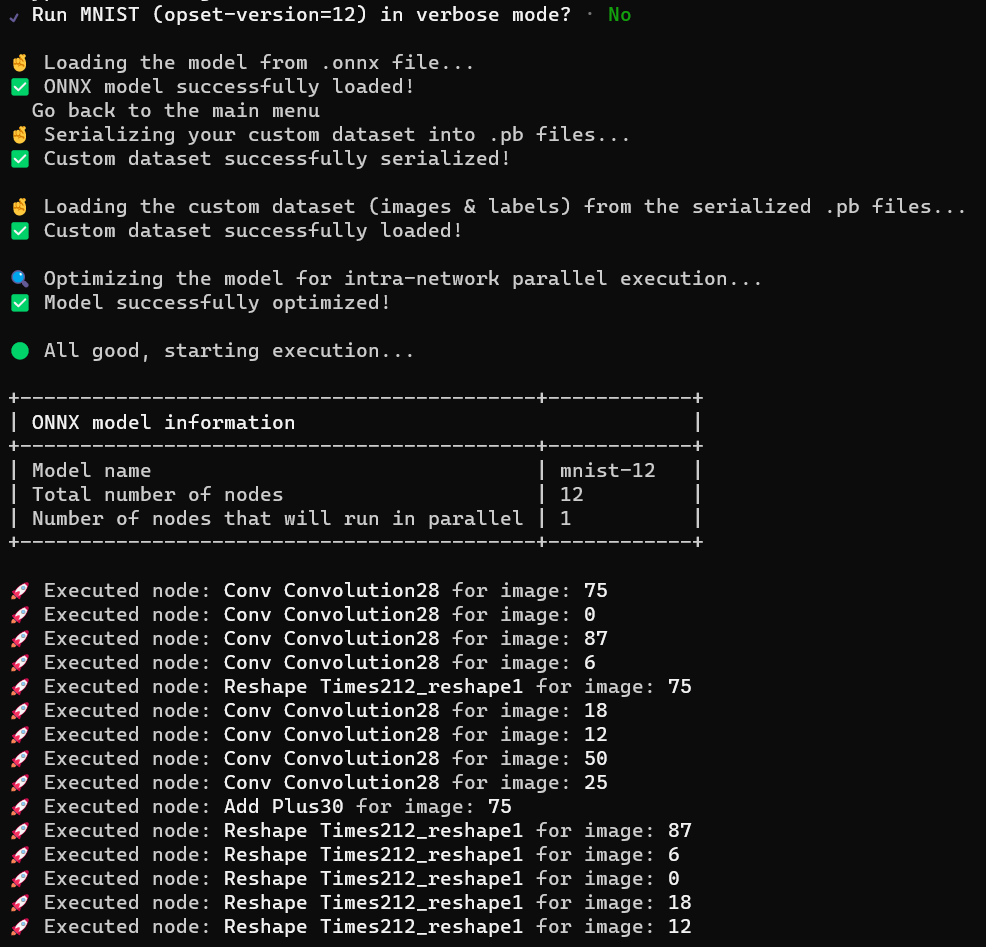 ✓ Run MNIST (opset-version=12) in verbose mode? · No
🤞 Loading the model from .onnx file...
✅ ONNX model successfully loaded!
Go back to the main menu
🤞 Serializing your custom dataset into .pb files...
✅ Custom dataset successfully serialized!
🤞 Loading the custom dataset (images & labels) from the serialized .pb files...
✅ Custom dataset successfully loaded!
🔍 Optimizing the model for intra-network parallel execution...
✅ Model successfully optimized!
🟢 All good, starting execution...
+-------------------------------------------+------------+
| ONNX model information                                 |
+-------------------------------------------+------------+
| Model name                                | mnist-12   |
| Total number of nodes                     | 12         |
| Number of nodes that will run in parallel | 1          |
+-------------------------------------------+------------+
🚀 Executed node: Conv Convolution28 for image: 75
🚀 Executed node: Conv Convolution28 for image: 0
🚀 Executed node: Conv Convolution28 for image: 87
🚀 Executed node: Conv Convolution28 for image: 6
🚀 Executed node: Reshape Times212_reshape1 for image: 75
🚀 Executed node: Conv Convolution28 for image: 18
🚀 Executed node: Conv Convolution28 for image: 12
🚀 Executed node: Conv Convolution28 for image: 50
🚀 Executed node: Conv Convolution28 for image: 25
🚀 Executed node: Add Plus30 for image: 75
🚀 Executed node: Reshape Times212_reshape1 for image: 87
🚀 Executed node: Reshape Times212_reshape1 for image: 6
🚀 Executed node: Reshape Times212_reshape1 for image: 0
🚀 Executed node: Reshape Times212_reshape1 for image: 18
🚀 Executed node: Reshape Times212_reshape1 for image: 12